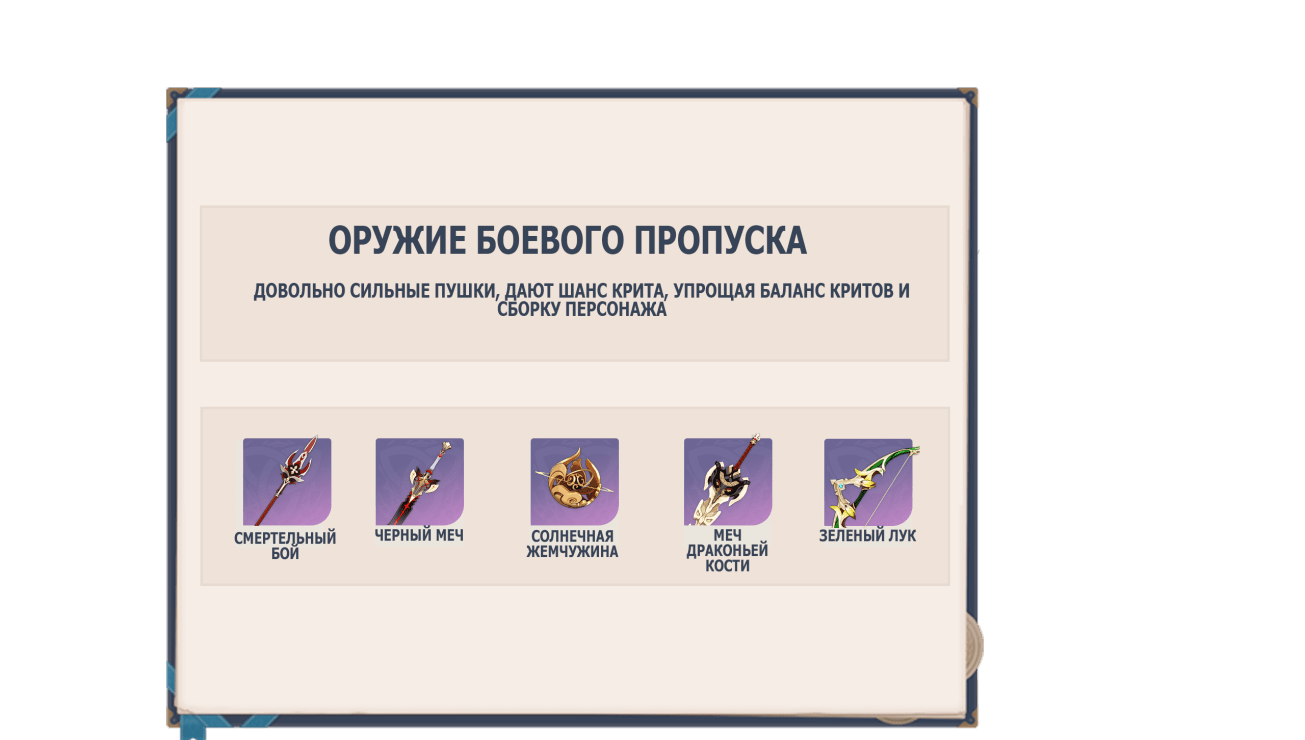 ОРУЖИЕ БОЕВОГО ПРОПУСКА
ДОВОЛЬНО СИЛЬНЫЕ ПУШКИ, ДАЮТ ШАНС КРИТА, УПРОЩАЯ БАЛАНС КРИТОВ И
СБОРКУ ПЕРСОНАЖА
СМЕРТЕЛЬНЫЙ
БОЙ
ЧЕРНЫЙ МЕЧ
СОЛНЕЧНАЯ
ЖЕМЧУЖИНА
МЕЧ
ДРАКОНЬЕЙ
КОСТИ
ЗЕЛЕНЫЙ ЛУК